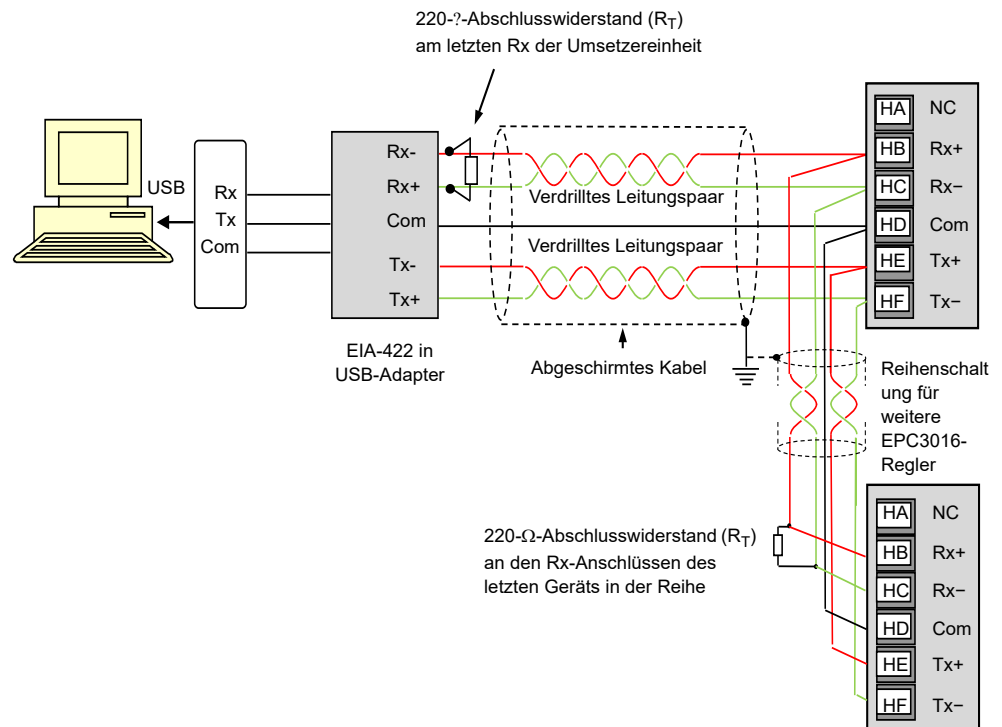 220-?-Abschlusswiderstand (RT)
am letzten Rx der Umsetzereinheit
USB
Rx
Tx
Com
Rx-
Rx+
Com
Tx-
Tx+
EIA-422 in
USB-Adapter
Verdrilltes Leitungspaar
Verdrilltes Leitungspaar
Abgeschirmtes Kabel
HA NC
HB Rx+
HC Rx−
HD Com
HE Tx+
HF Tx−
Reihenschalt
ung für
weitere
EPC3016-
Regler
220-Ω-Abschlusswiderstand (RT)
an den Rx-Anschlüssen des
letzten Geräts in der Reihe
HA NC
HB Rx+
HC Rx−
HD Com
HE Tx+
HF Tx−